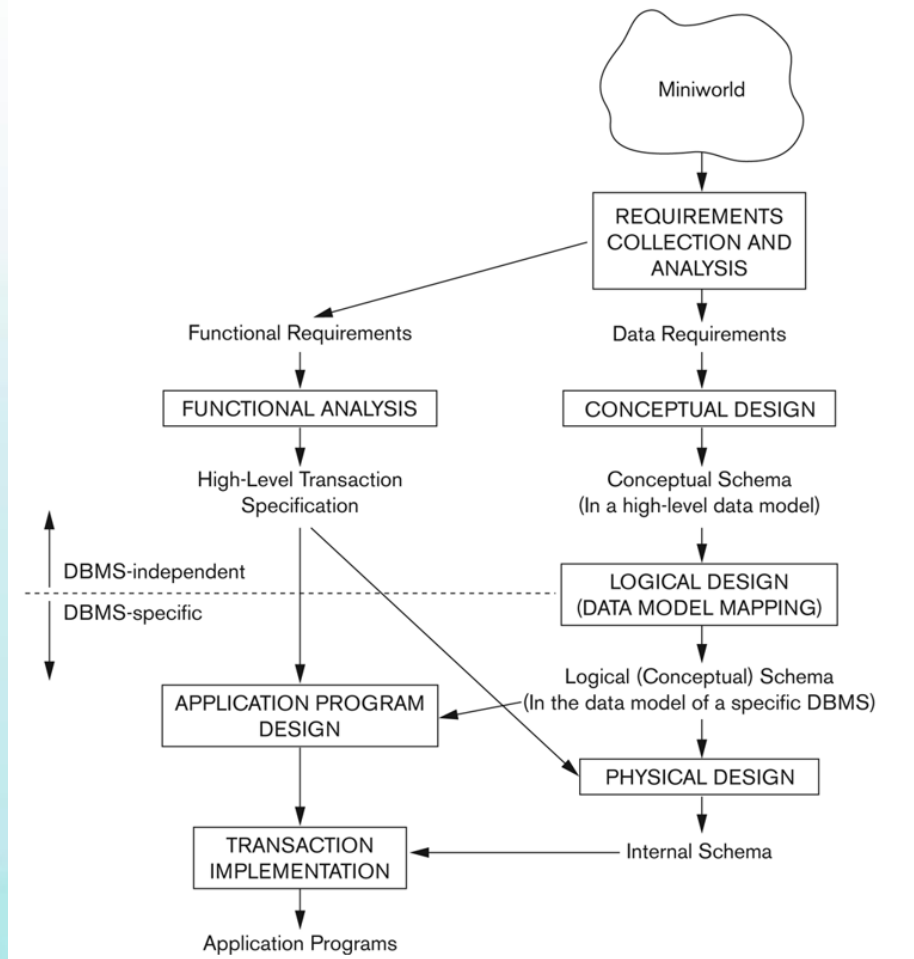 Miniworld
REQUIREMENTS
COLLECTION AND
ANALYSIS
Functional Requirements
Data Requirements
FUNCTIONAL ANALYSIS
CONCEPTUAL DESIGN
High-Level Transaction
Specification
Conceptual Schema
(In a high-level data model)
DBMS-independent
DBMS-specific
LOGICAL DESIGN
(DATA MODEL MAPPING)
Logical (Conceptual) Schema
(In the data model of a specific DBMS)
APPLICATION PROGRAM
DESIGN
PHYSICAL DESIGN
TRANSACTION
IMPLEMENTATION
Internal Schema
Application Programs